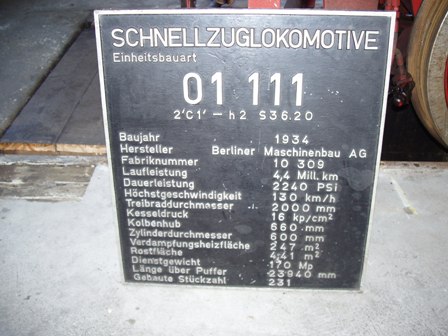 SCHNELLZUGLOKOMOTIVE
Einheitsbauart
01 111
2'C1' – h2 S36.20
Baujahr 1934
Hersteller Berliner Maschinenbau AG
Fabriknummer 10 309
Laufleistung 4,4 Mill. km
Dauerleistung 2240 PSi
Höchstgeschwindigkeit 130 km/h
Treibraddurchmesser 2000 mm
Kesseldruck 16 kp/cm²
Kolbenhub 660 mm
Zylinderdurchmesser 600 mm
Verdampfungsheizfläche 247 m²
Rostfläche 4,41 m²
Dienstgewicht 170 Mp
Länge über Puffer 23940 mm
Gebaute Stückzahl 231